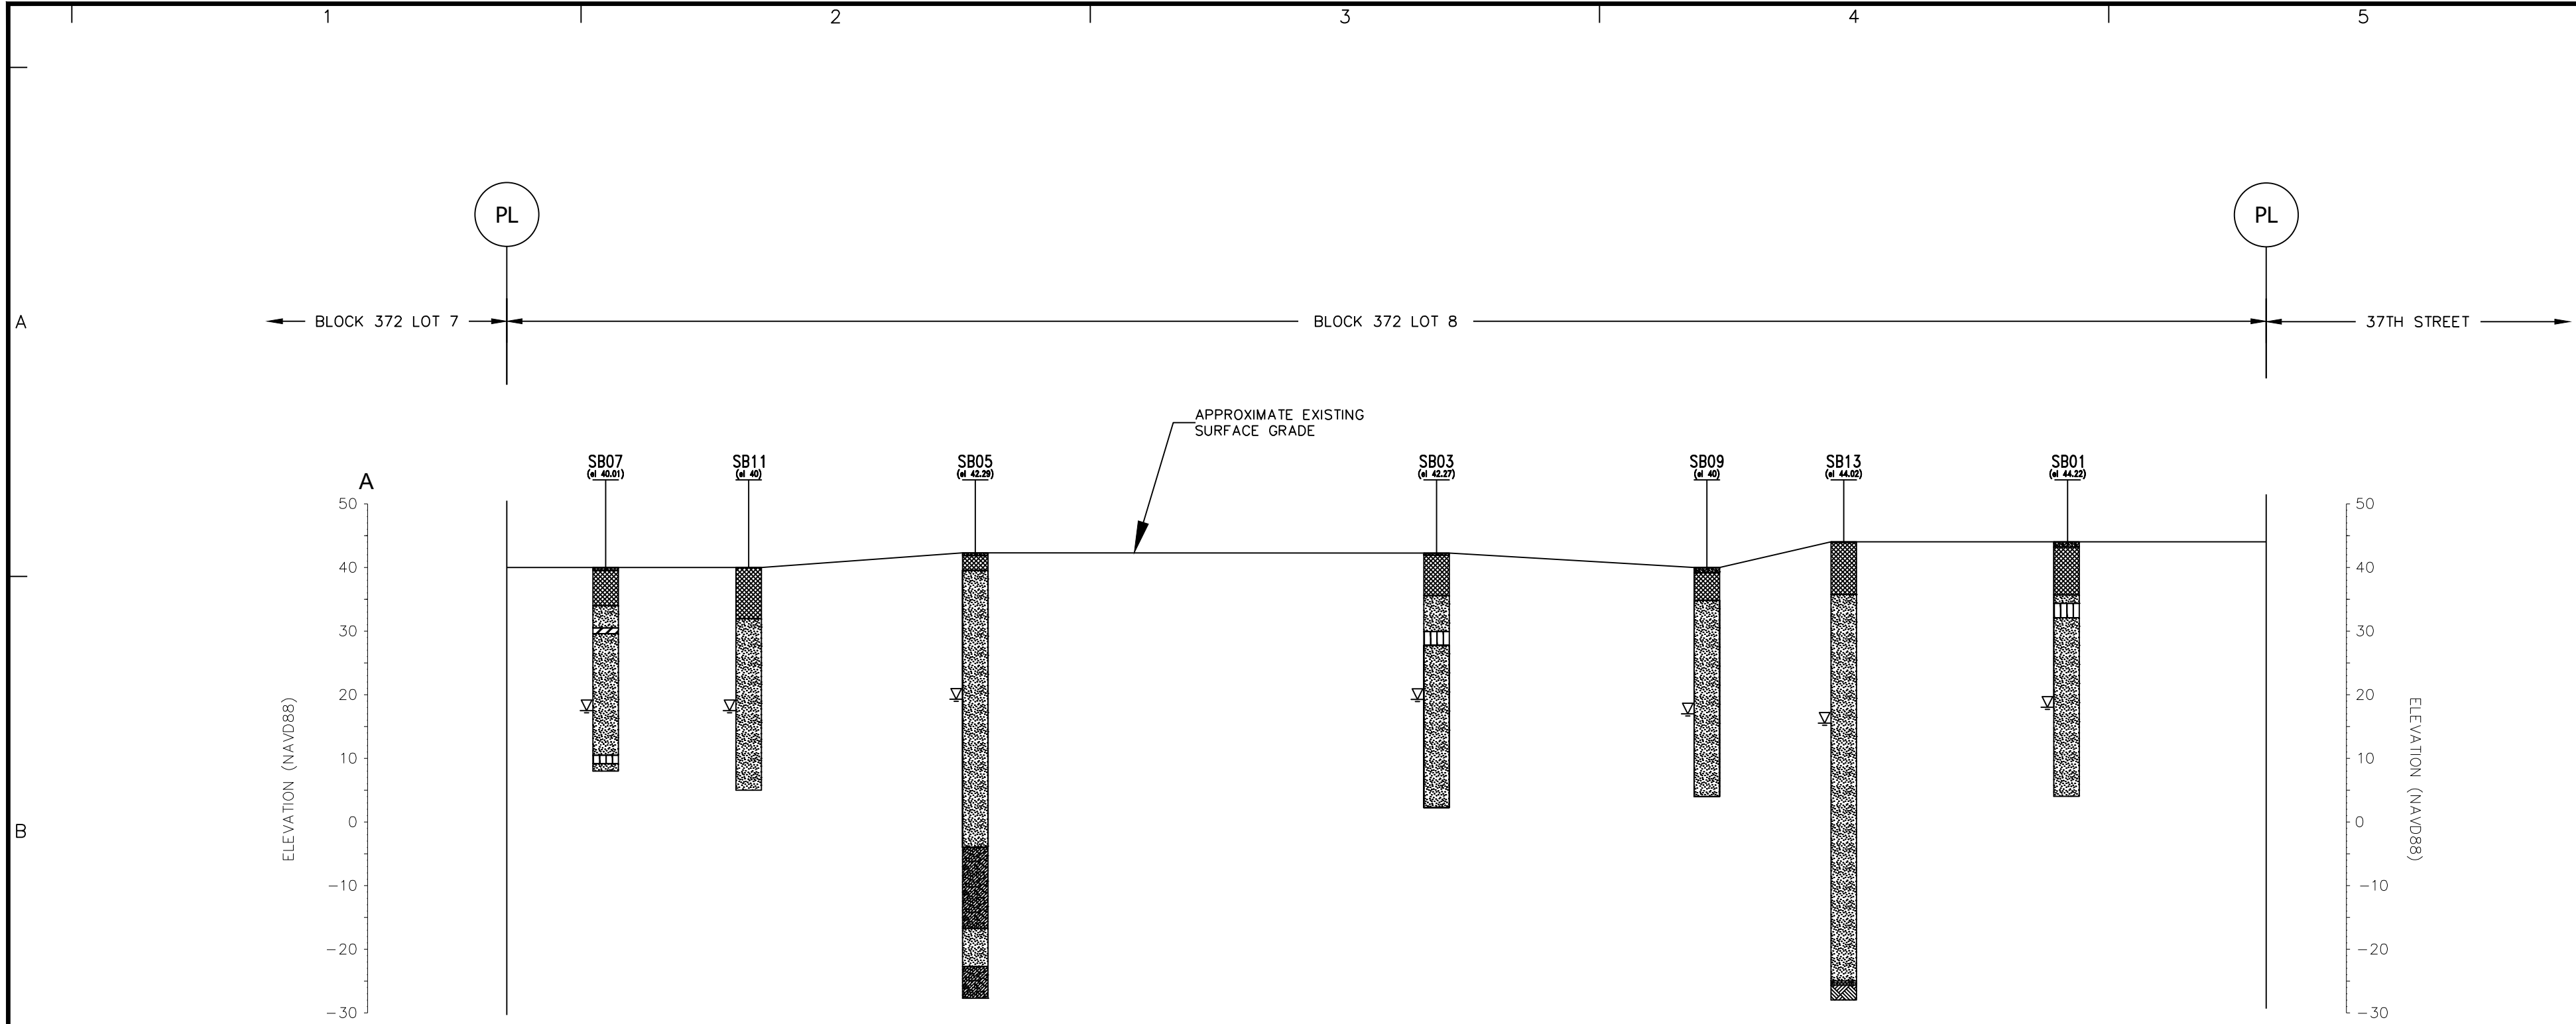 1 2 3 4 5
PL PL
A
BLOCK 372 LOT 7 BLOCK 372 LOT 8 37TH STREET
APPROXIMATE EXISTING
SURFACE GRADE
SB07 SB11 SB05 SB03 SB09 SB13 SB01
(el 40.01) (el 40) (el 42.29) (el 42.27) (el 40) (el 44.02) (el 44.22)
A
50 50
40 40
30 30
20 20
10 10
0 0
-10 -10
-20 -20
-30 -30
ELEVATION (NAVD88)
ELEVATION (NAVD88)
B